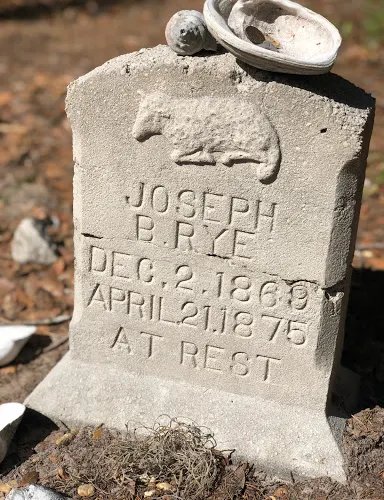 JOSEPH
B. RYE
DEC. 2. 1869
APRIL 21. 1875
AT REST